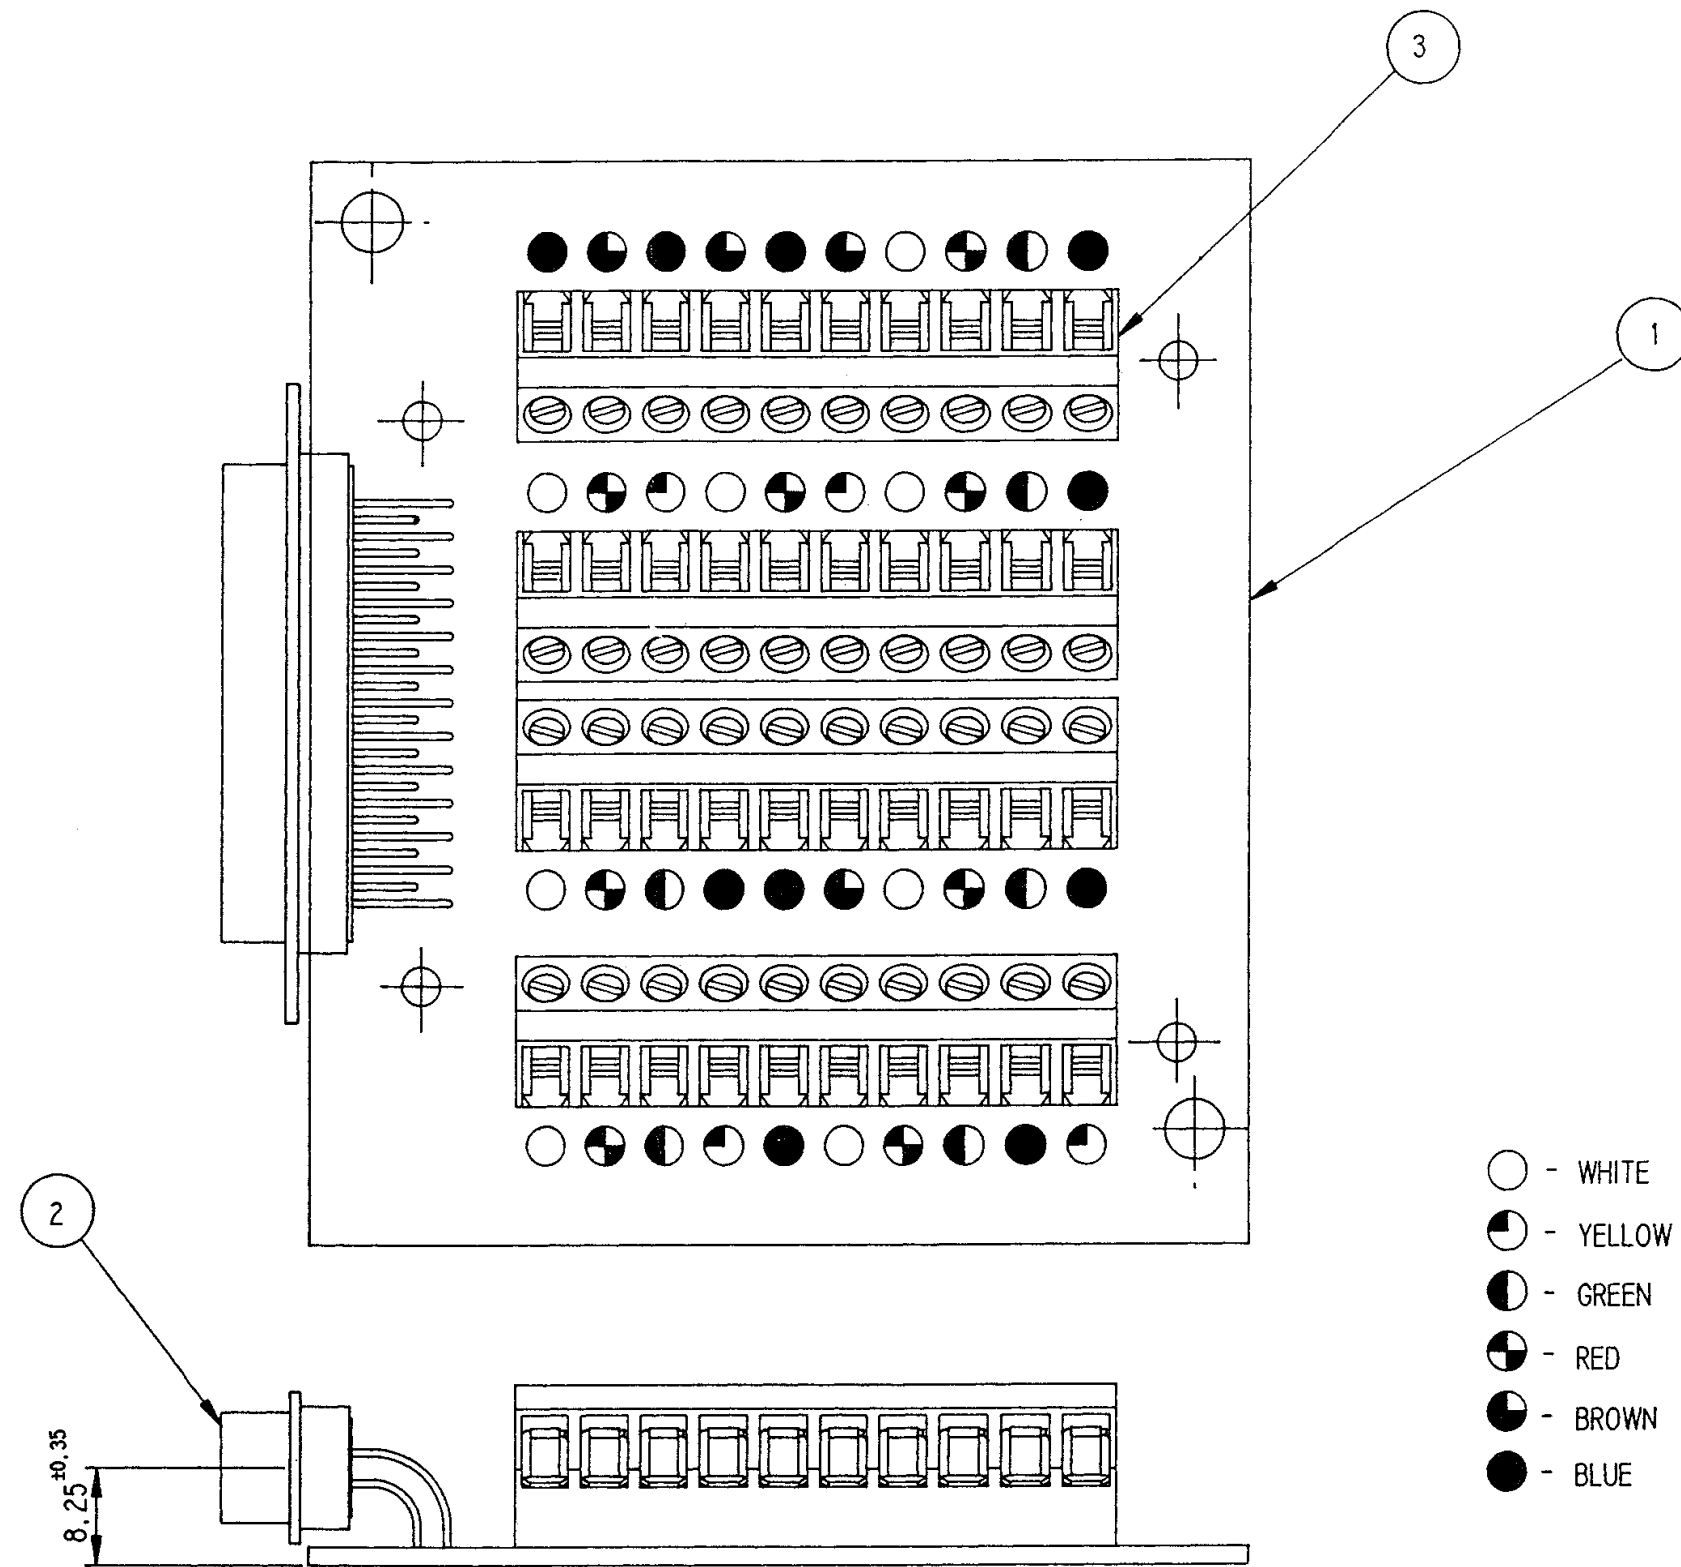 3
1
2
- WHITE
- YELLOW
- GREEN
- RED
- BROWN
- BLUE
8.25 ±0.35